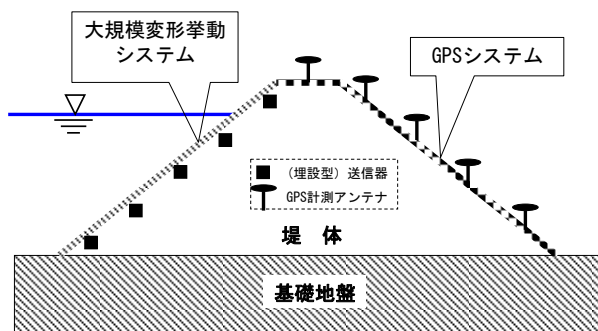 大規模変形挙動
システム
GPSシステム
(埋設型)送信器
GPS計測アンテナ
堤 体
基礎地盤